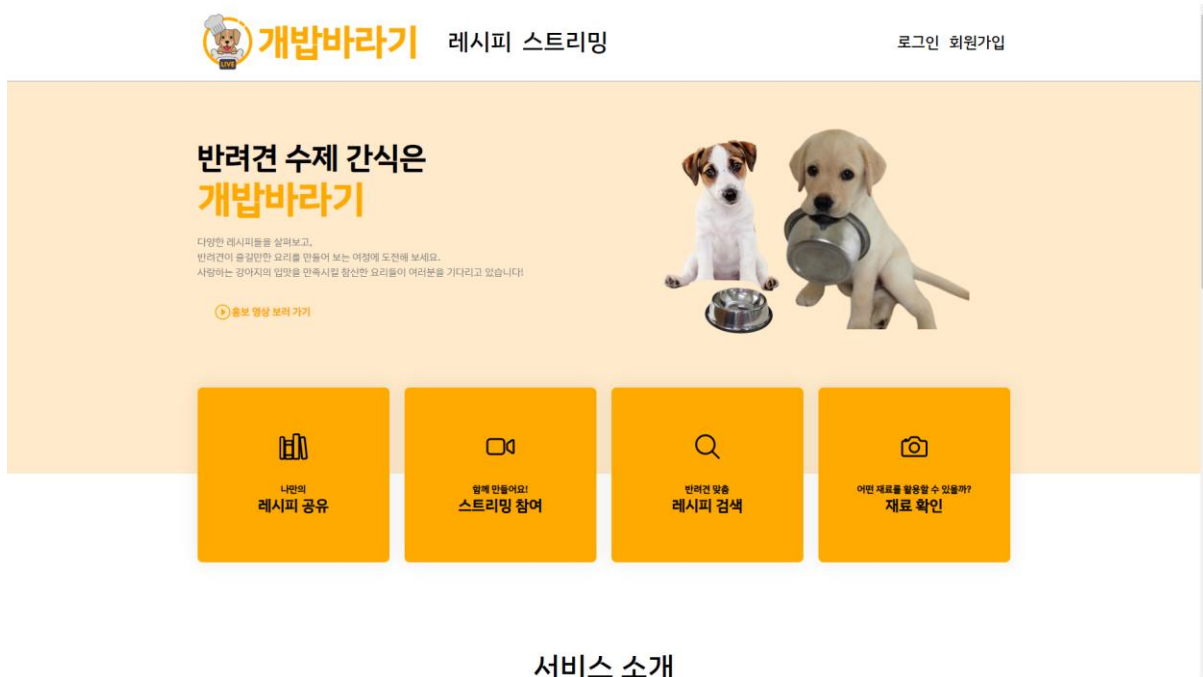 LIVE
개밥바라기
레시피 스트리밍
로그인 회원가입
반려견 수제 간식은
개밥바라기
다양한 레시피들을 살펴보고,
반려견이 즐길만한 요리를 만들어 보는 여정에 도전해 보세요.
사랑하는 강아지의 입맛을 만족시킬 참신한 요리들이 여러분을 기다리고 있습니다!
홍보 영상 보러 가기
나만의
레시피 공유
함께 만들어요!
스트리밍 참여
반려견 맞춤
레시피 검색
어떤 재료를 활용할 수 있을까?
재료 확인
서비스 소개